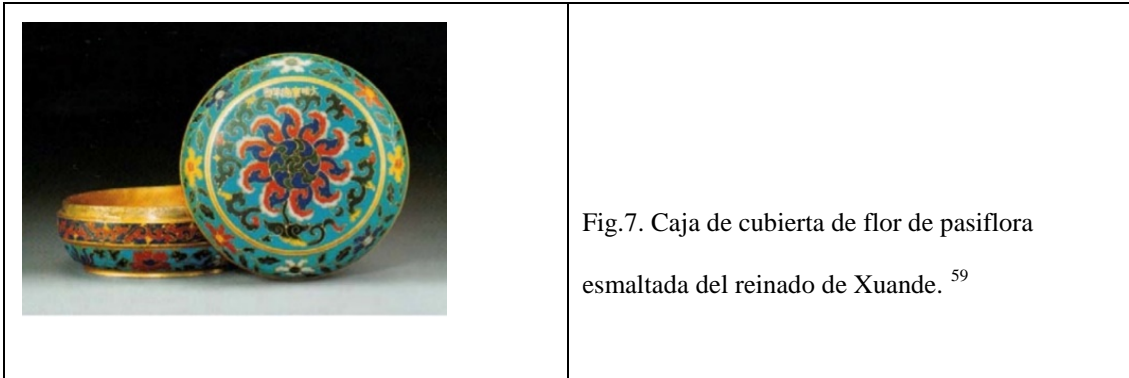 Fig.7. Caja de cubierta de flor de pasiflora
esmaltada del reinado de Xuande. 59